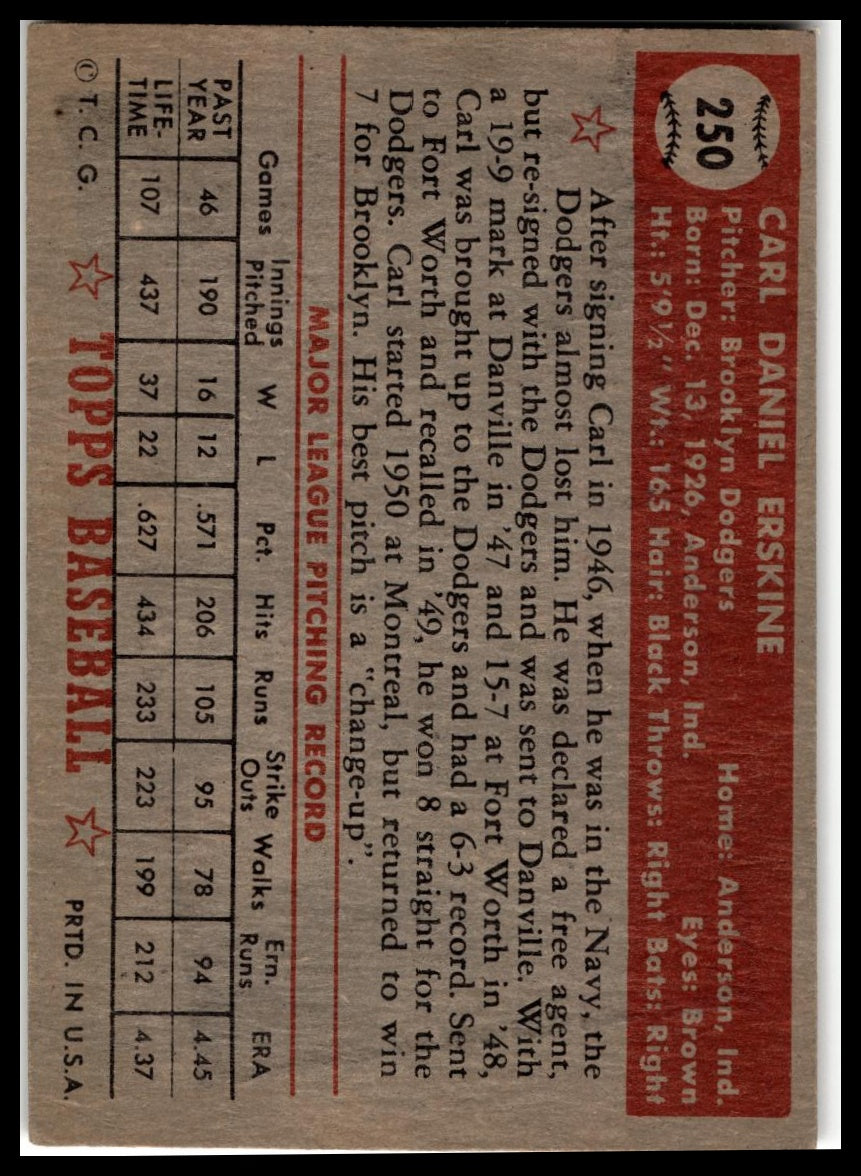 250
CARL DANIEL ERSKINE
Pitcher: Brooklyn Dodgers Home: Anderson, Ind.
Born: Dec. 13, 1926, Anderson, Ind. Eyes: Brown
Ht.: 5'9½" Wt.: 165 Hair: Black Throws: Right Bats: Right
After signing Carl in 1946, when he was in the Navy, the
Dodgers almost lost him. He was declared a free agent,
but re-signed with the Dodgers and was sent to Danville. With
a 19-9 mark at Danville in '47 and 15-7 at Fort Worth in '48,
Carl was brought up to the Dodgers and had a 6-3 record. Sent
to Fort Worth and recalled in '49, he won 8 straight for the
Dodgers. Carl started 1950 at Montreal, but returned to win
7 for Brooklyn. His best pitch is a "change-up".
MAJOR LEAGUE PITCHING RECORD
Games Innings Pitched W L Pct. Hits Runs Strike Outs Walks Ern. Runs ERA
PAST YEAR 46 190 16 12 .571 206 105 95 78 94 4.45
LIFE-TIME 107 437 37 22 .627 434 233 223 199 212 4.37
© T. C. G. TOPPS BASEBALL PRTD. IN U.S.A.